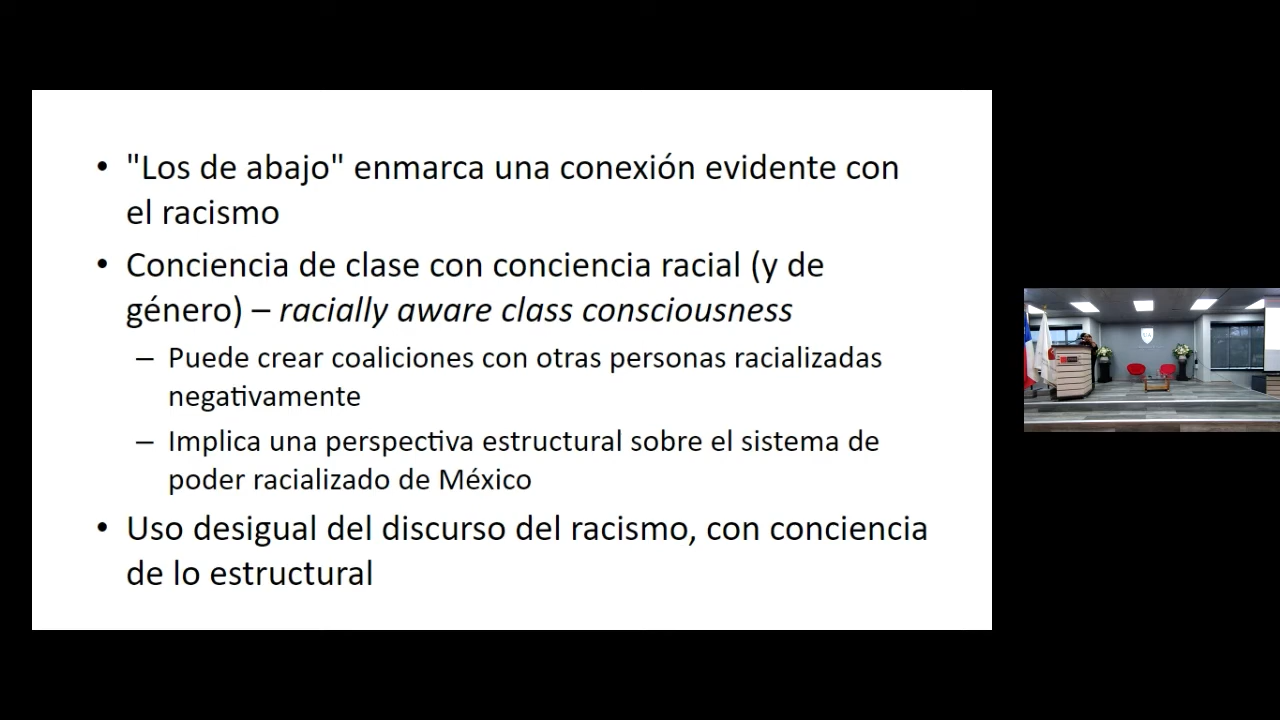 • "Los de abajo" enmarca una conexión evidente con
el racismo
• Conciencia de clase con conciencia racial (y de
género) – racially aware class consciousness
– Puede crear coaliciones con otras personas racializadas
negativamente
– Implica una perspectiva estructural sobre el sistema de
poder racializado de México
• Uso desigual del discurso del racismo, con conciencia
de lo estructural